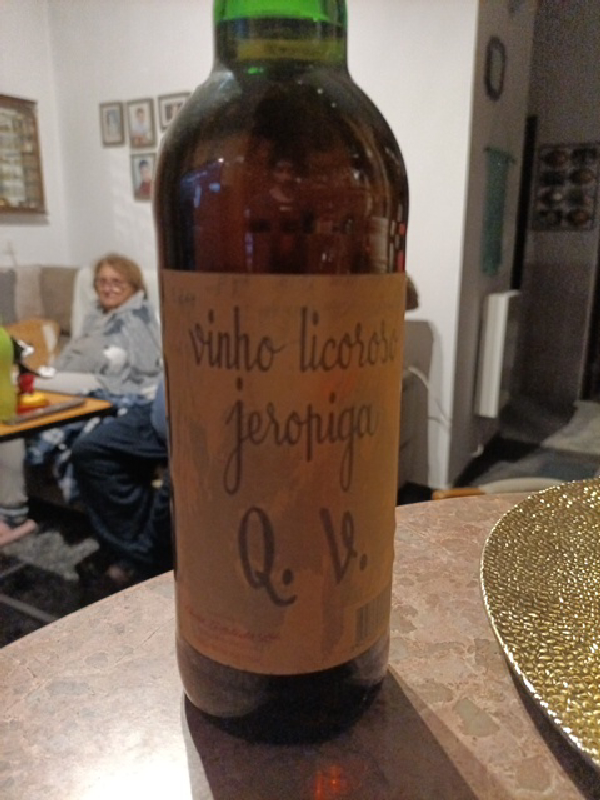 vinho licoroso
jeropiga
Q. V.